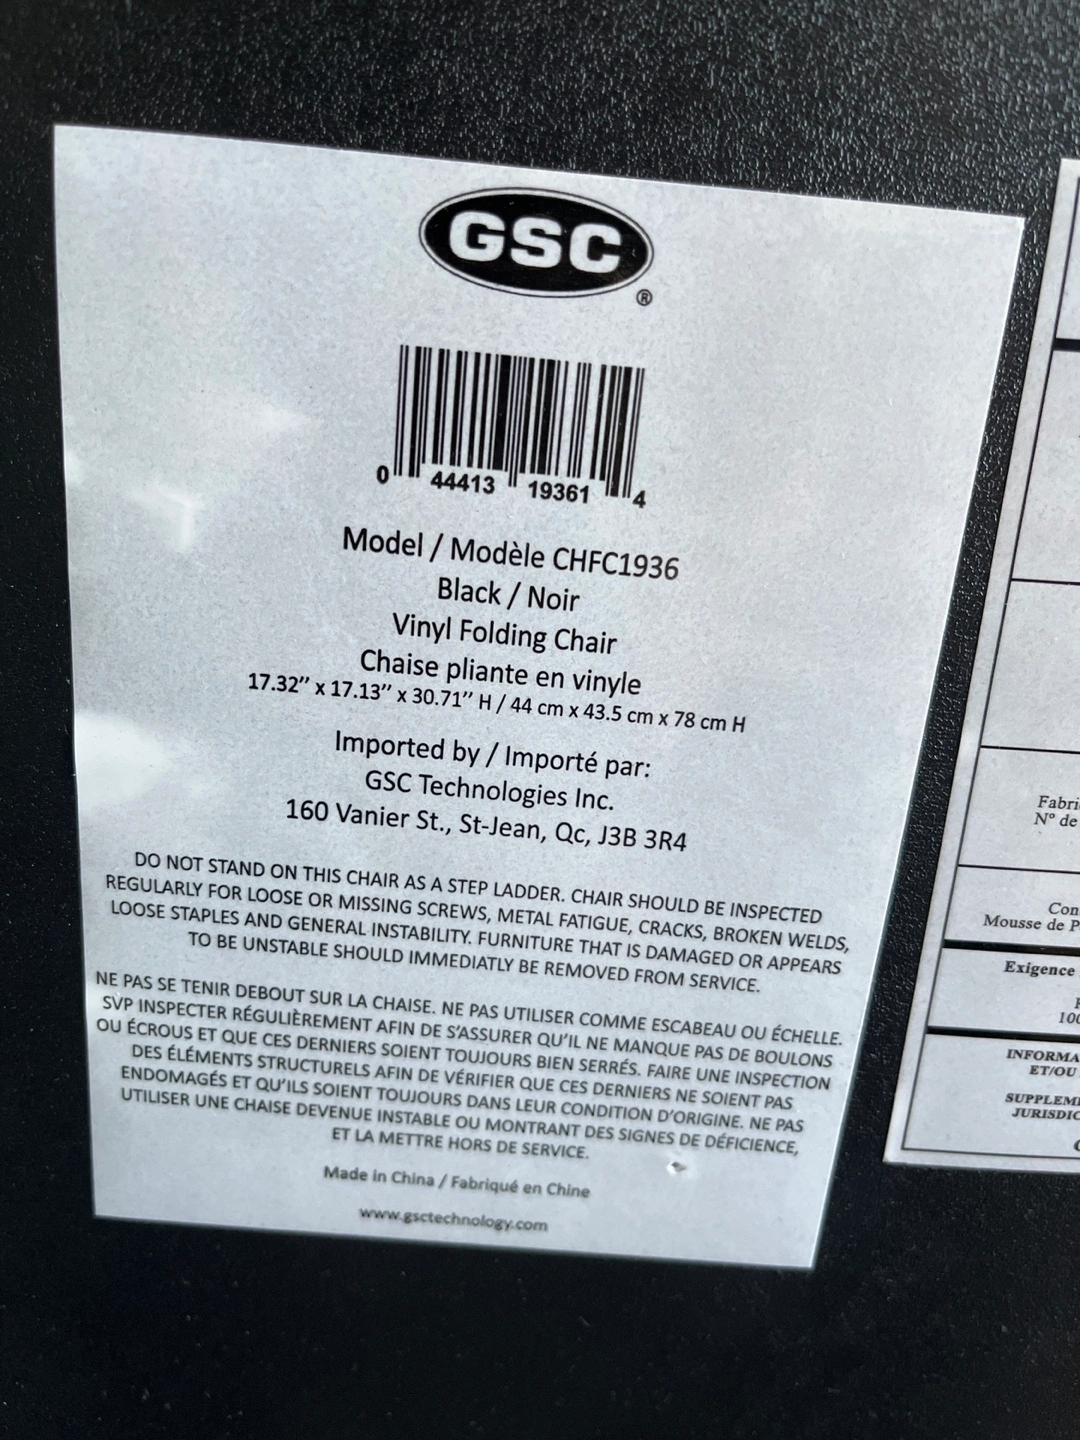 GSC
®
0 44413 19361 4
Model / Modèle CHFC1936
Black / Noir
Vinyl Folding Chair
Chaise pliante en vinyle
17.32” x 17.13” x 30.71” H / 44 cm x 43.5 cm x 78 cm H
Imported by / Importé par:
GSC Technologies Inc.
160 Vanier St., St-Jean, Qc, J3B 3R4
DO NOT STAND ON THIS CHAIR AS A STEP LADDER. CHAIR SHOULD BE INSPECTED
REGULARLY FOR LOOSE OR MISSING SCREWS, METAL FATIGUE, CRACKS, BROKEN WELDS,
LOOSE STAPLES AND GENERAL INSTABILITY. FURNITURE THAT IS DAMAGED OR APPEARS
TO BE UNSTABLE SHOULD IMMEDIATLY BE REMOVED FROM SERVICE.
NE PAS SE TENIR DEBOUT SUR LA CHAISE. NE PAS UTILISER COMME ESCABEAU OU ÉCHELLE.
SVP INSPECTER RÉGULIÈREMENT AFIN DE S’ASSURER QU’IL NE MANQUE PAS DE BOULONS
OU ÉCROUS ET QUE CES DERNIERS SOIENT TOUJOURS BIEN SERRÉS. FAIRE UNE INSPECTION
DES ÉLÉMENTS STRUCTURELS AFIN DE VÉRIFIER QUE CES DERNIERS NE SOIENT PAS
ENDOMAGÉS ET QU’ILS SOIENT TOUJOURS DANS LEUR CONDITION D’ORIGINE. NE PAS
UTILISER UNE CHAISE DEVENUE INSTABLE OU MONTRANT DES SIGNES DE DÉFICIENCE,
ET LA METTRE HORS DE SERVICE.
Made in China / Fabriqué en Chine
www.gsctechnology.com
N° de
Mousse de
Exigence
100
ET/OU